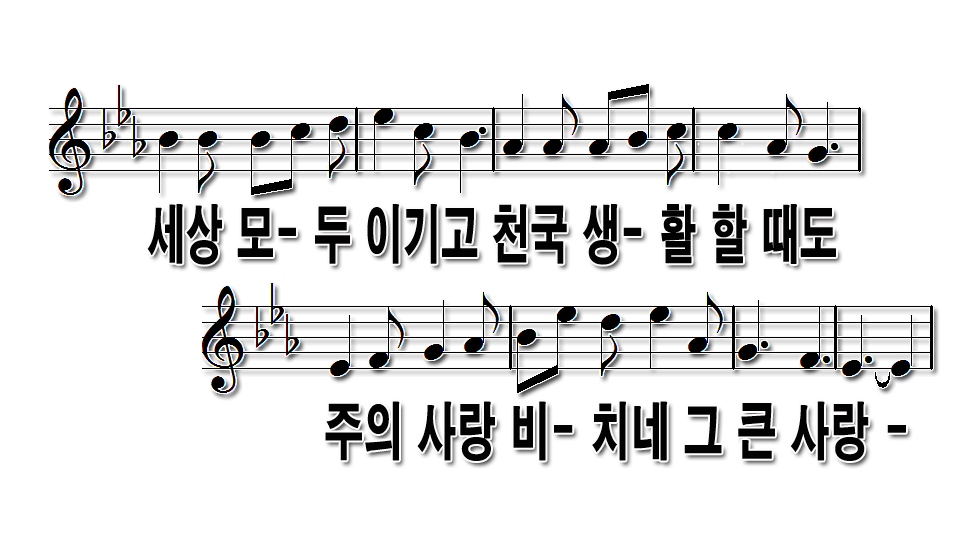 세상 모- 두 이기고 천국 생- 활 할 때도
주의 사랑 비- 치네 그 큰 사랑 -